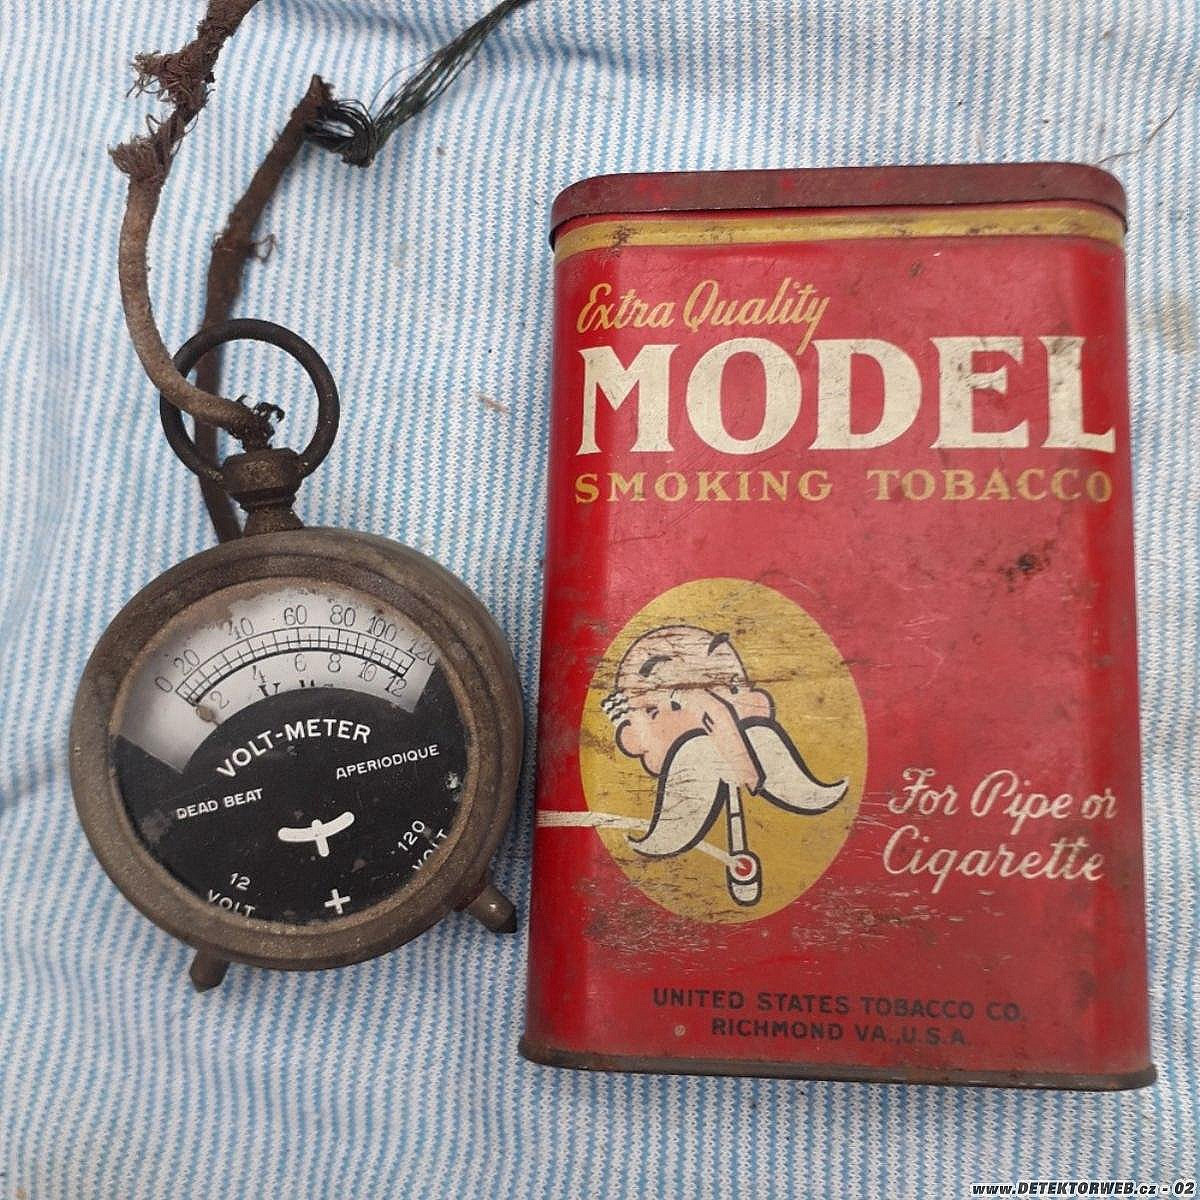 Extra Quality
MODEL
SMOKING TOBACCO
For Pipe or
Cigarette
UNITED STATES TOBACCO CO.
RICHMOND VA., U.S.A.
0 20 40 60 80 100 120
2 4 6 8 10 12
Volts
VOLT-METER
DEAD BEAT
APERIODIQUE
12
VOLT
+
120
VOLT
www.DETEKTORWEB.cz - 02